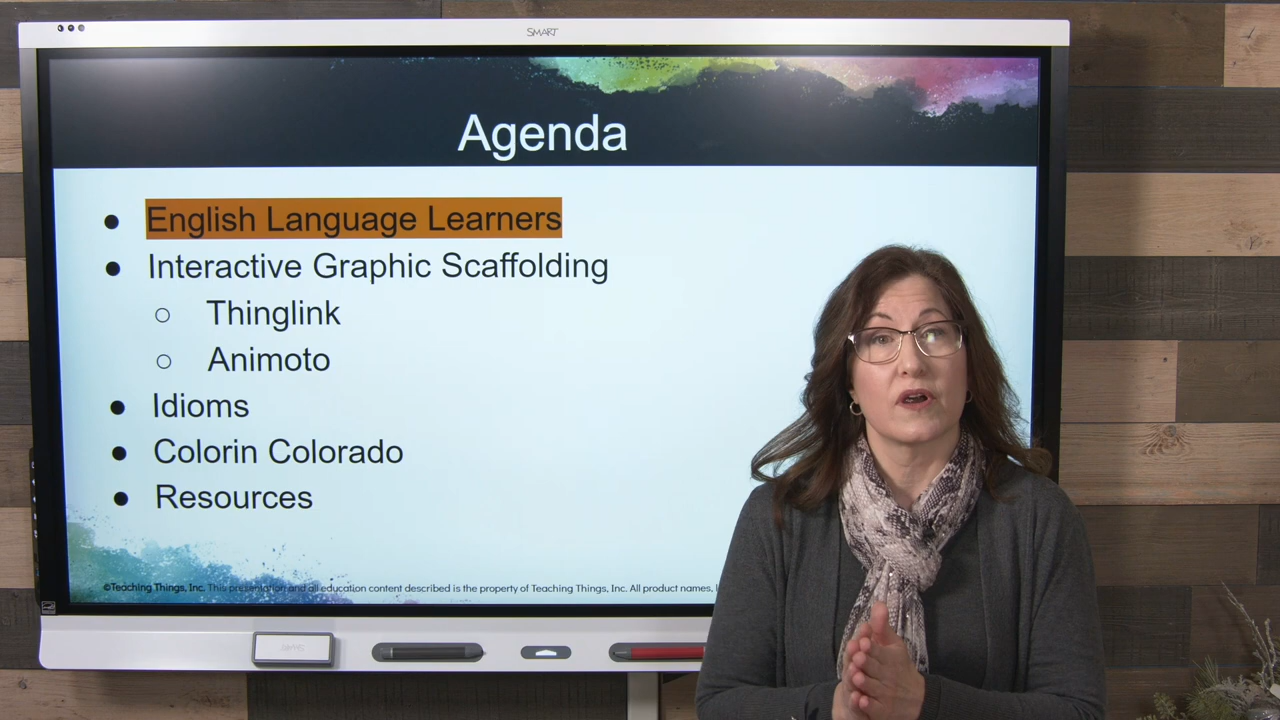 SMART
Agenda
● English Language Learners
● Interactive Graphic Scaffolding
○ Thinglink
○ Animoto
● Idioms
● Colorin Colorado
● Resources
©Teaching Things, Inc. This presentation and all education content described is the property of Teaching Things, Inc. All product names,